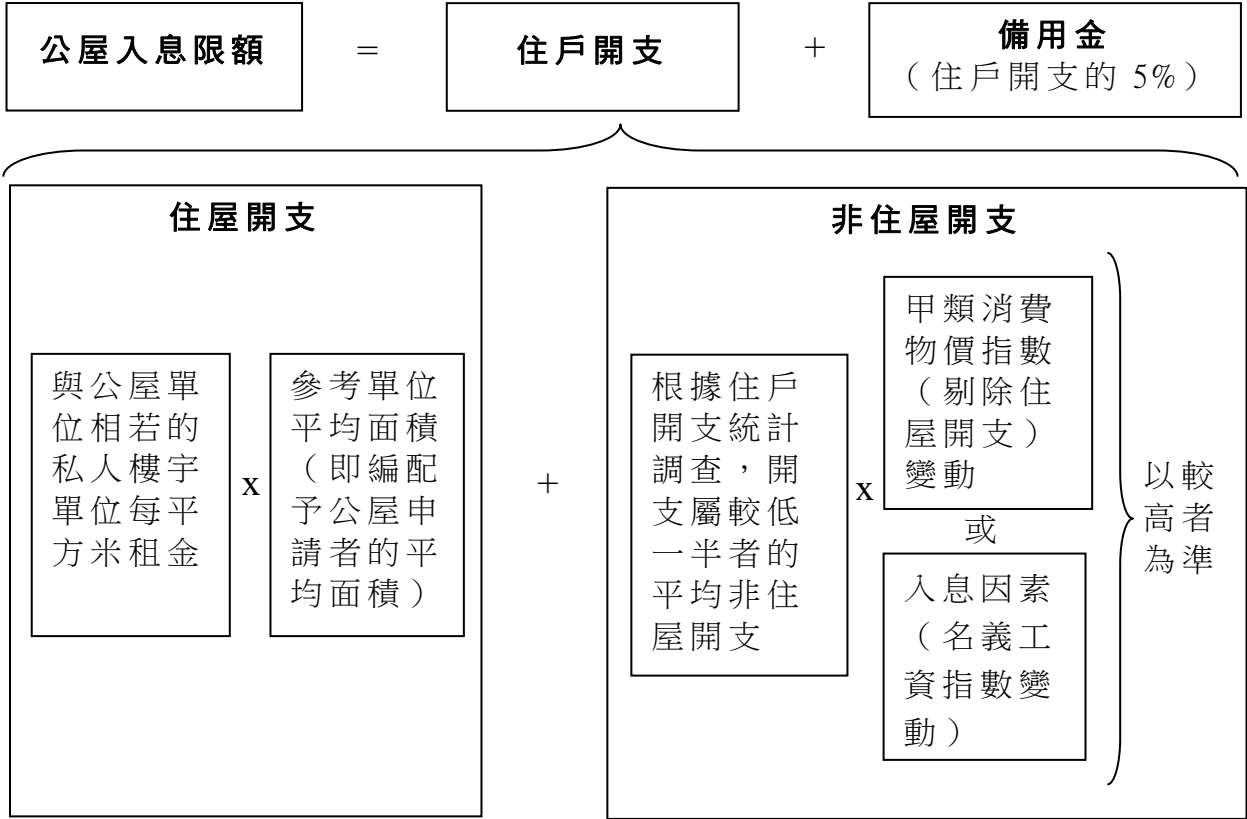 公屋入息限額 = 住戶開支 + 備用金
（住戶開支的 5%）
住屋開支
與公屋單
位相若的
私人樓宇
單位每平
方米租金
x
參考單位
平均面積
（即編配
予公屋申
請者的平
均面積）
+
非住屋開支
根據住戶
開支統計
調查，開
支屬較低
一半者的
平均非住
屋開支
x
甲類消費
物價指數
（剔除住
屋開支）
變動
或
入息因素
（名義工
資指數變
動）
以較
高者
為準